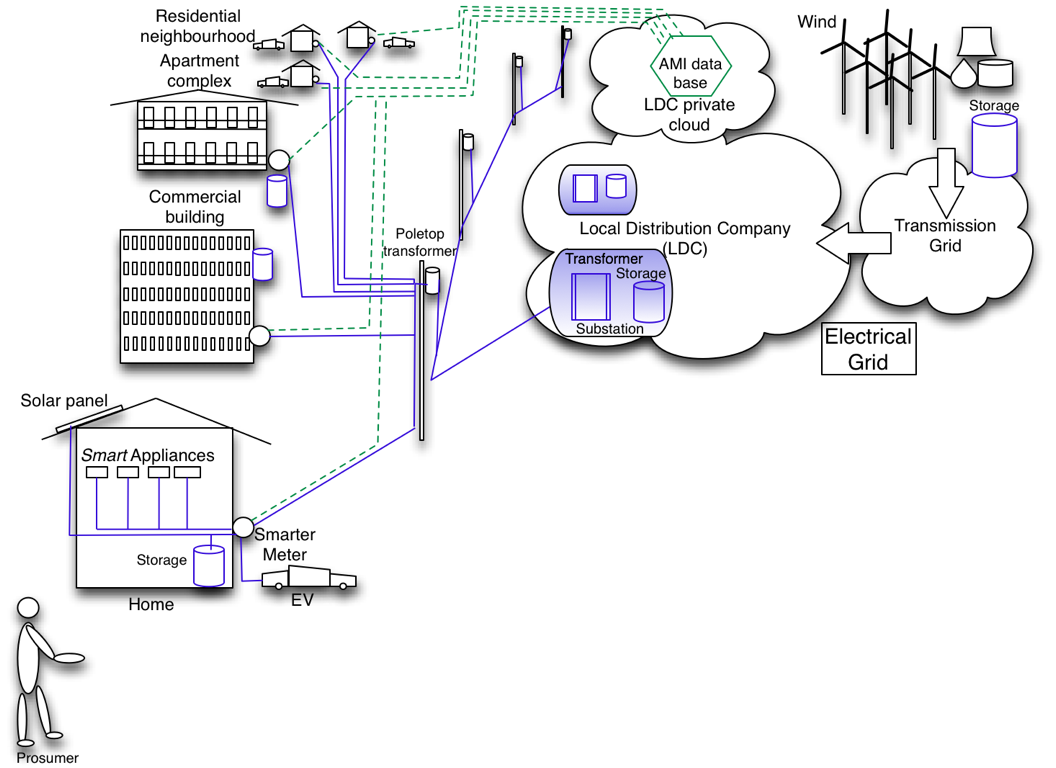 Residential
neighbourhood
Apartment
complex
Wind
AMI data
base
LDC private
cloud
Storage
Commercial
building
Poletop
transformer
Local Distribution Company
(LDC)
Transmission
Grid
Transformer
Storage
Substation
Electrical
Grid
Solar panel
Smart Appliances
Storage
Smarter
Meter
EV
Home
Prosumer